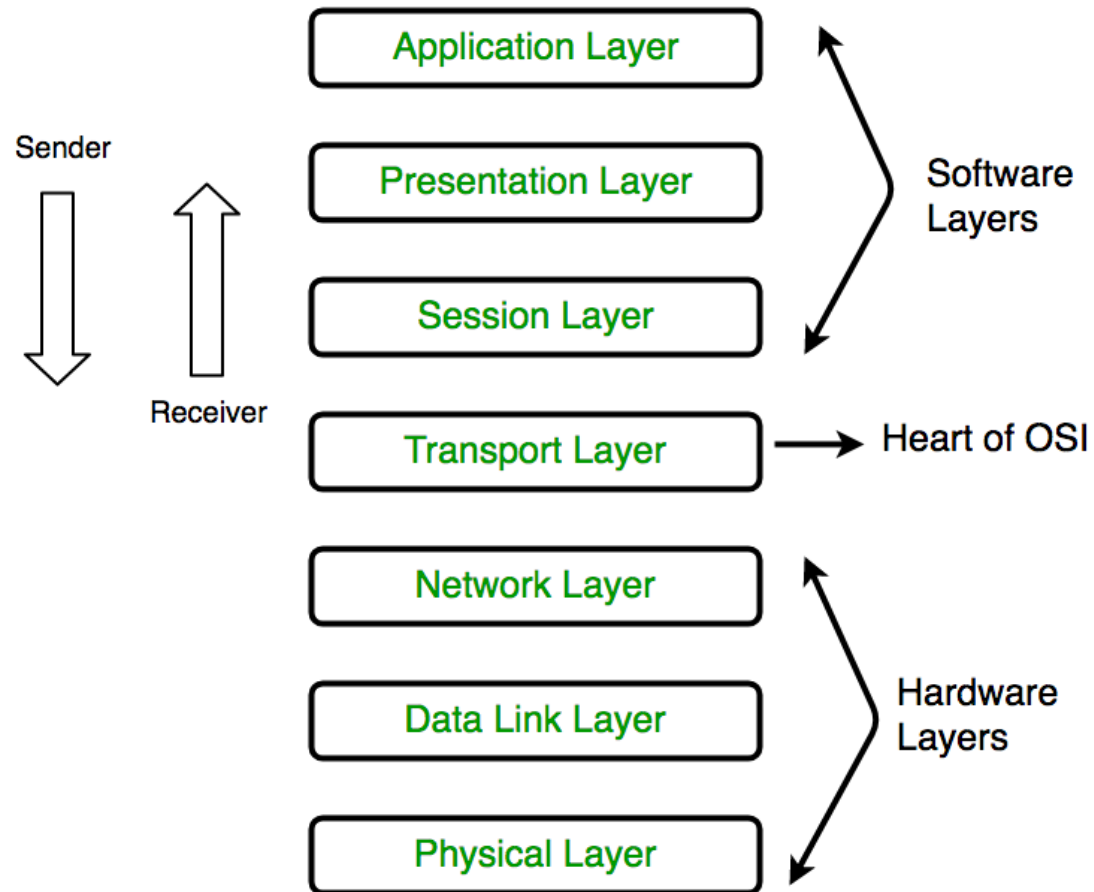 Application Layer
Sender
Presentation Layer
Software
Layers
Session Layer
Receiver
Transport Layer
Heart of OSI
Network Layer
Hardware
Layers
Data Link Layer
Physical Layer